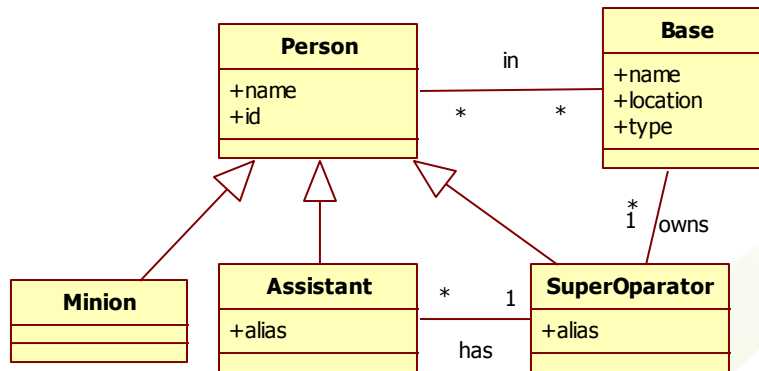 Person
+name
+id
in
*
*
Base
+name
+location
+type
*
1
owns
Minion
Assistant
+alias
*
1
has
SuperOparator
+alias